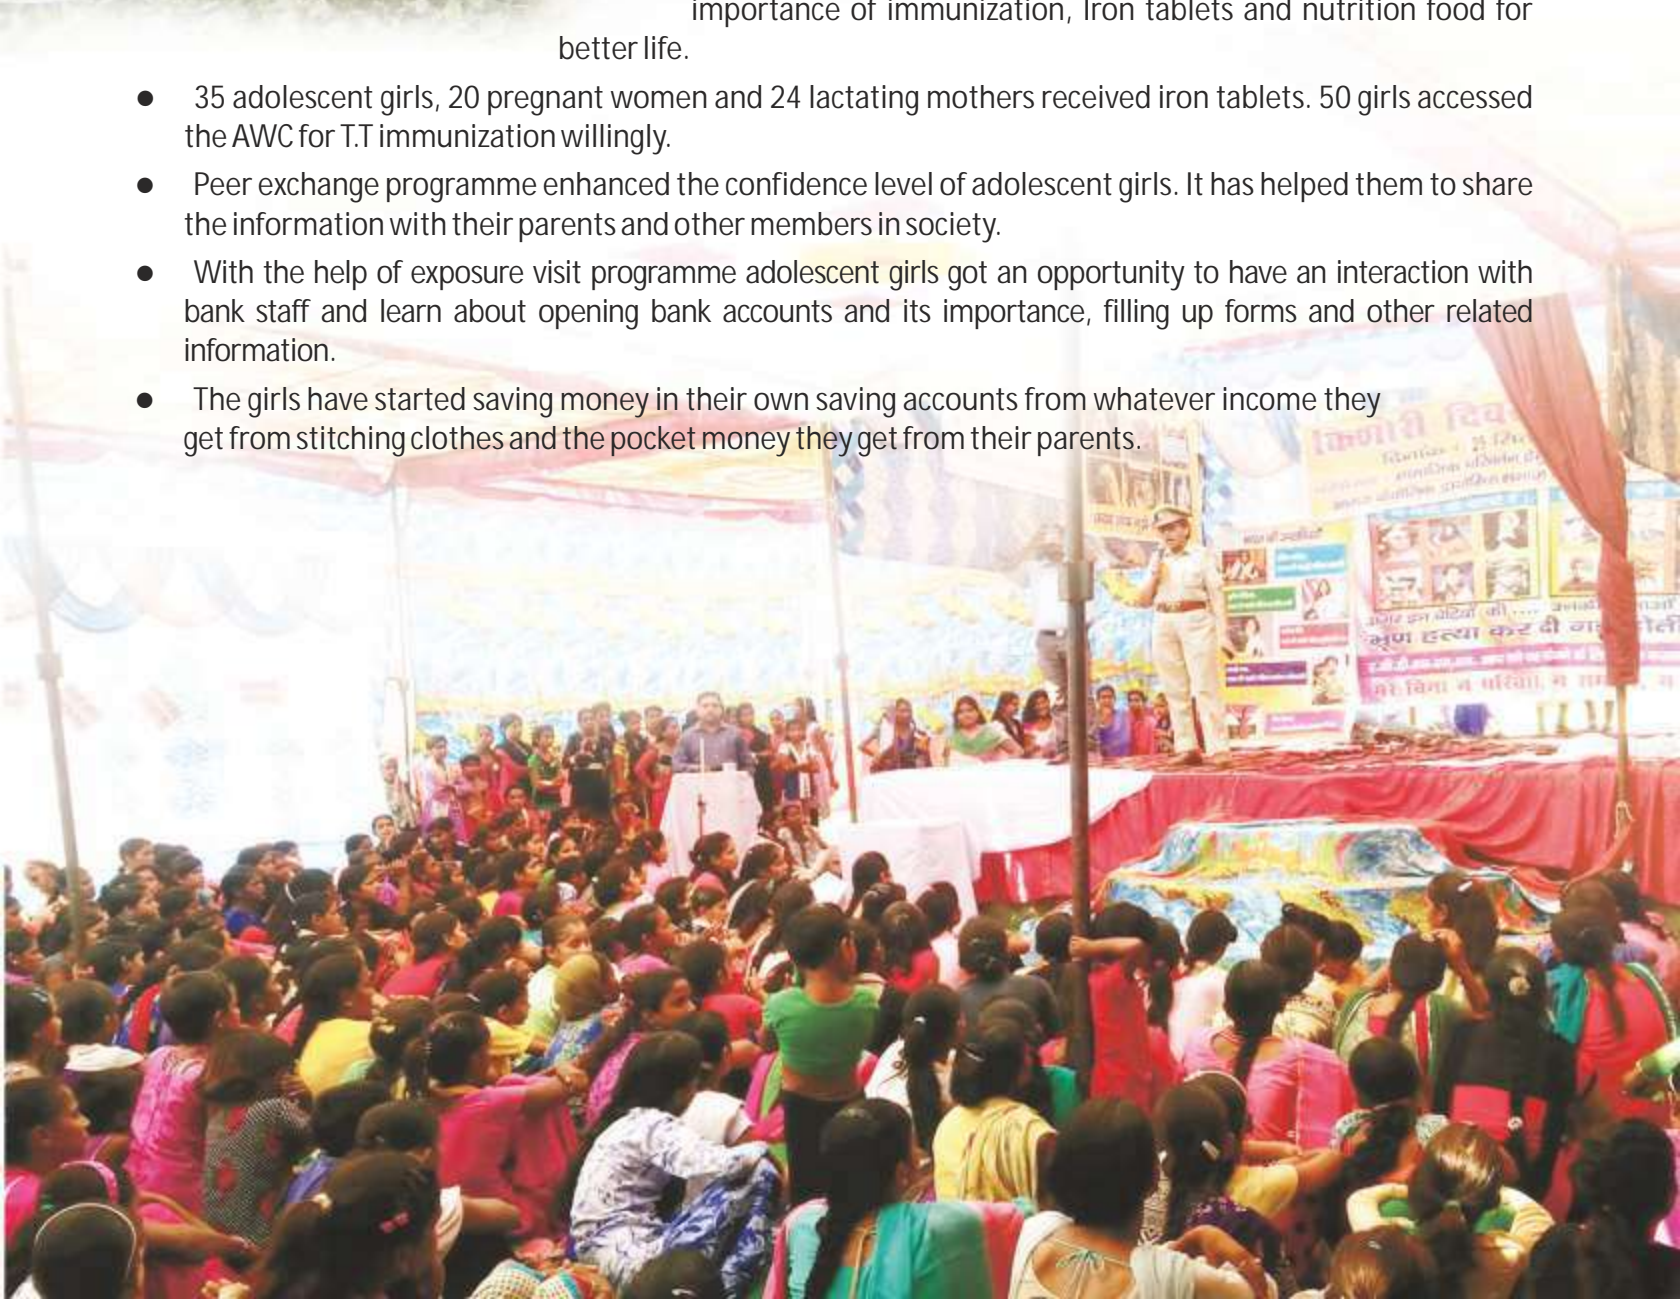 importance of immunization, Iron tablets and nutrition food for
better life.
● 35 adolescent girls, 20 pregnant women and 24 lactating mothers received iron tablets. 50 girls accessed
the AWC for T.T immunization willingly.
● Peer exchange programme enhanced the confidence level of adolescent girls. It has helped them to share
the information with their parents and other members in society.
● With the help of exposure visit programme adolescent girls got an opportunity to have an interaction with
bank staff and learn about opening bank accounts and its importance, filling up forms and other related
information.
● The girls have started saving money in their own saving accounts from whatever income they
get from stitching clothes and the pocket money they get from their parents.
किशोरी
दिनांक
अगर इन बेटियों की ....
भ्रूण हत्या कर दी
मेरे बिना न परिवार, न